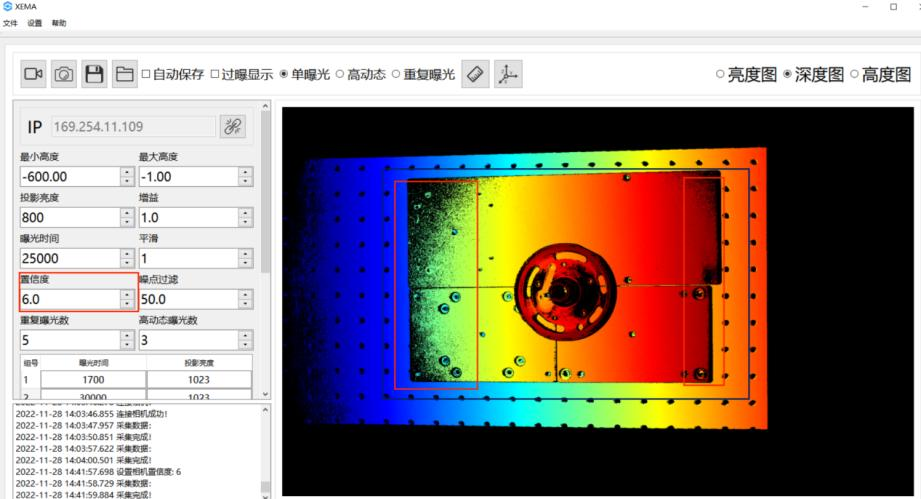 XEMA
文件 设置 帮助
自动保存 过曝显示 单曝光 高动态 重复曝光 亮度图 深度图 高度图
IP 169.254.11.109
最小高度 最大高度
-600.00 -1.00
投影亮度 增益
800 1.0
曝光时间 平滑
25000 1
置信度 噪点过滤
6.0 50.0
重复曝光数 高动态曝光数
5 3
组号 曝光时间 投影亮度
1 1700 1023
2 30000 1023
2022-11-28 14:03:46.855 连接相机成功!
2022-11-28 14:03:47.957 采集数据:
2022-11-28 14:03:50.851 采集完成!
2022-11-28 14:03:57.622 采集数据:
2022-11-28 14:04:00.501 采集完成!
2022-11-28 14:41:57.698 设置相机置信度: 6
2022-11-28 14:41:58.729 采集数据:
2022-11-28 14:41:59.884 采集完成!